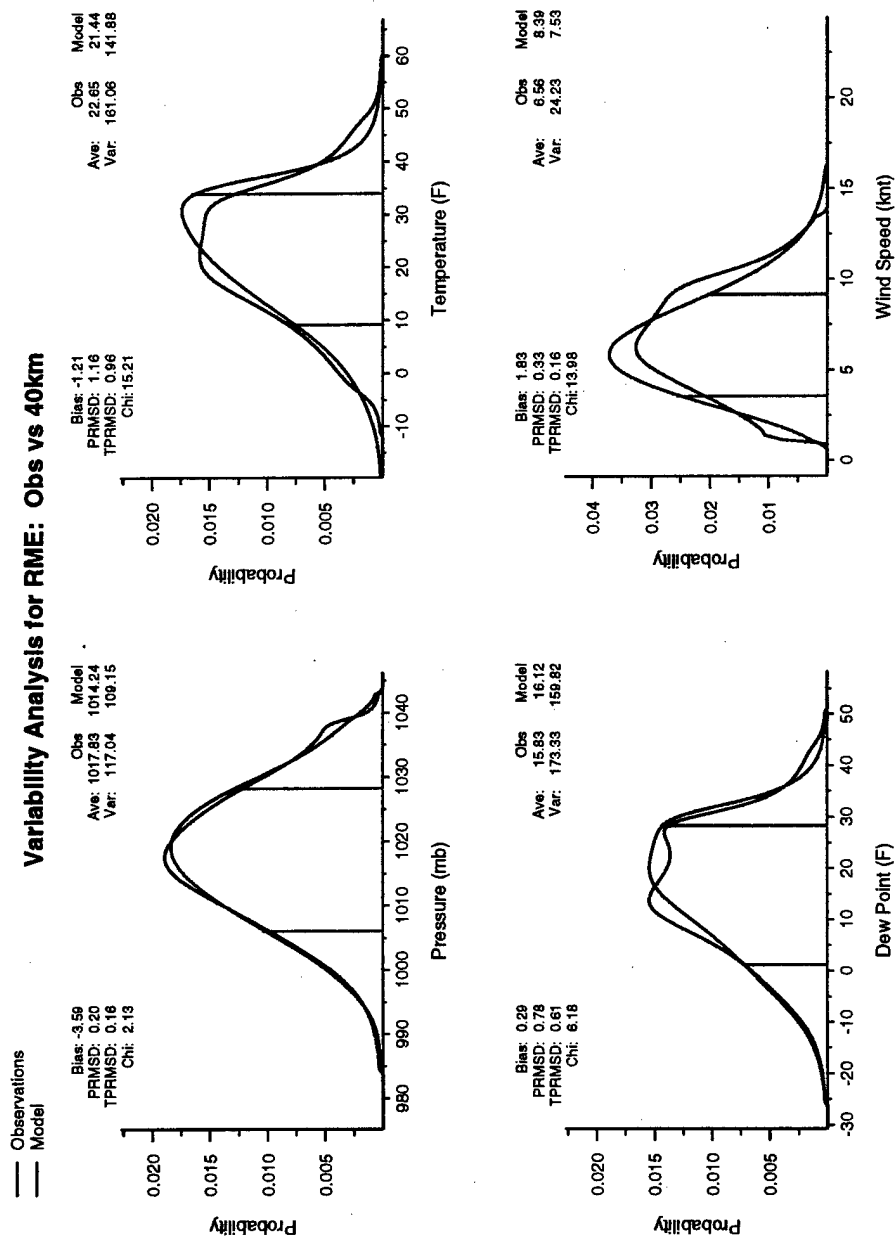 Observations
Model
Variability Analysis for RME: Obs vs 40km
Bias: -3.59
PRMSD: 0.20
TPRMSD: 0.16
Chi: 2.13
Obs Model
Ave: 1017.83 1014.24
Var: 117.04 109.15
Probability
0.020
0.015
0.010
0.005
980 990 1000 1010 1020 1030 1040
Pressure (mb)
Bias: -1.21
PRMSD: 1.16
TPRMSD: 0.96
Chi: 15.21
Obs Model
Ave: 22.65 21.44
Var: 161.06 141.88
Probability
0.020
0.015
0.010
0.005
-10 0 10 20 30 40 50 60
Temperature (F)
Bias: 0.29
PRMSD: 0.78
TPRMSD: 0.61
Chi: 6.18
Obs Model
Ave: 15.83 16.12
Var: 173.33 159.82
Probability
0.020
0.015
0.010
0.005
-30 -20 -10 0 10 20 30 40 50
Dew Point (F)
Bias: 1.83
PRMSD: 0.33
TPRMSD: 0.16
Chi: 13.98
Obs Model
Ave: 6.56 8.39
Var: 24.23 7.53
Probability
0.04
0.03
0.02
0.01
0 5 10 15 20
Wind Speed (knt)